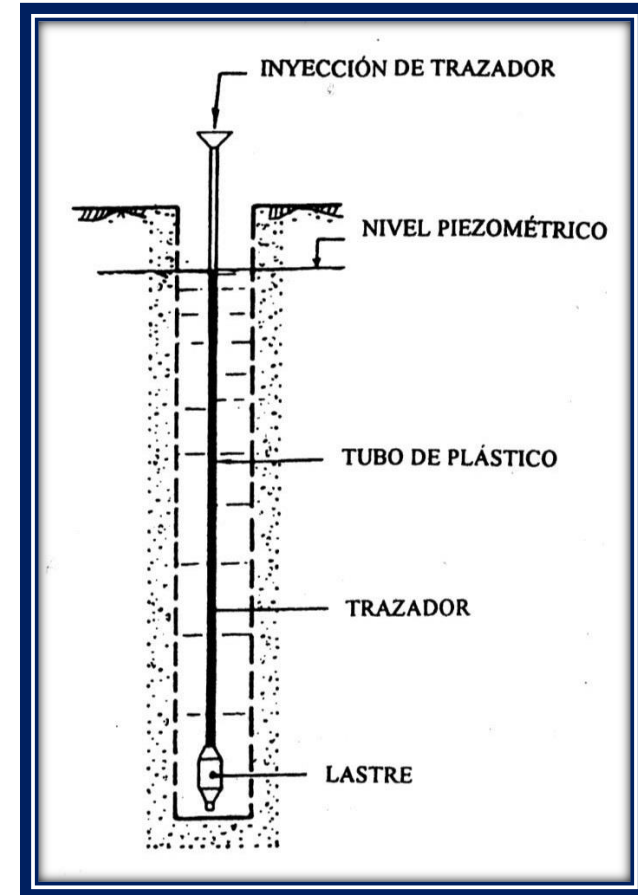 INYECCIÓN DE TRAZADOR
NIVEL PIEZOMÉTRICO
TUBO DE PLÁSTICO
TRAZADOR
LASTRE